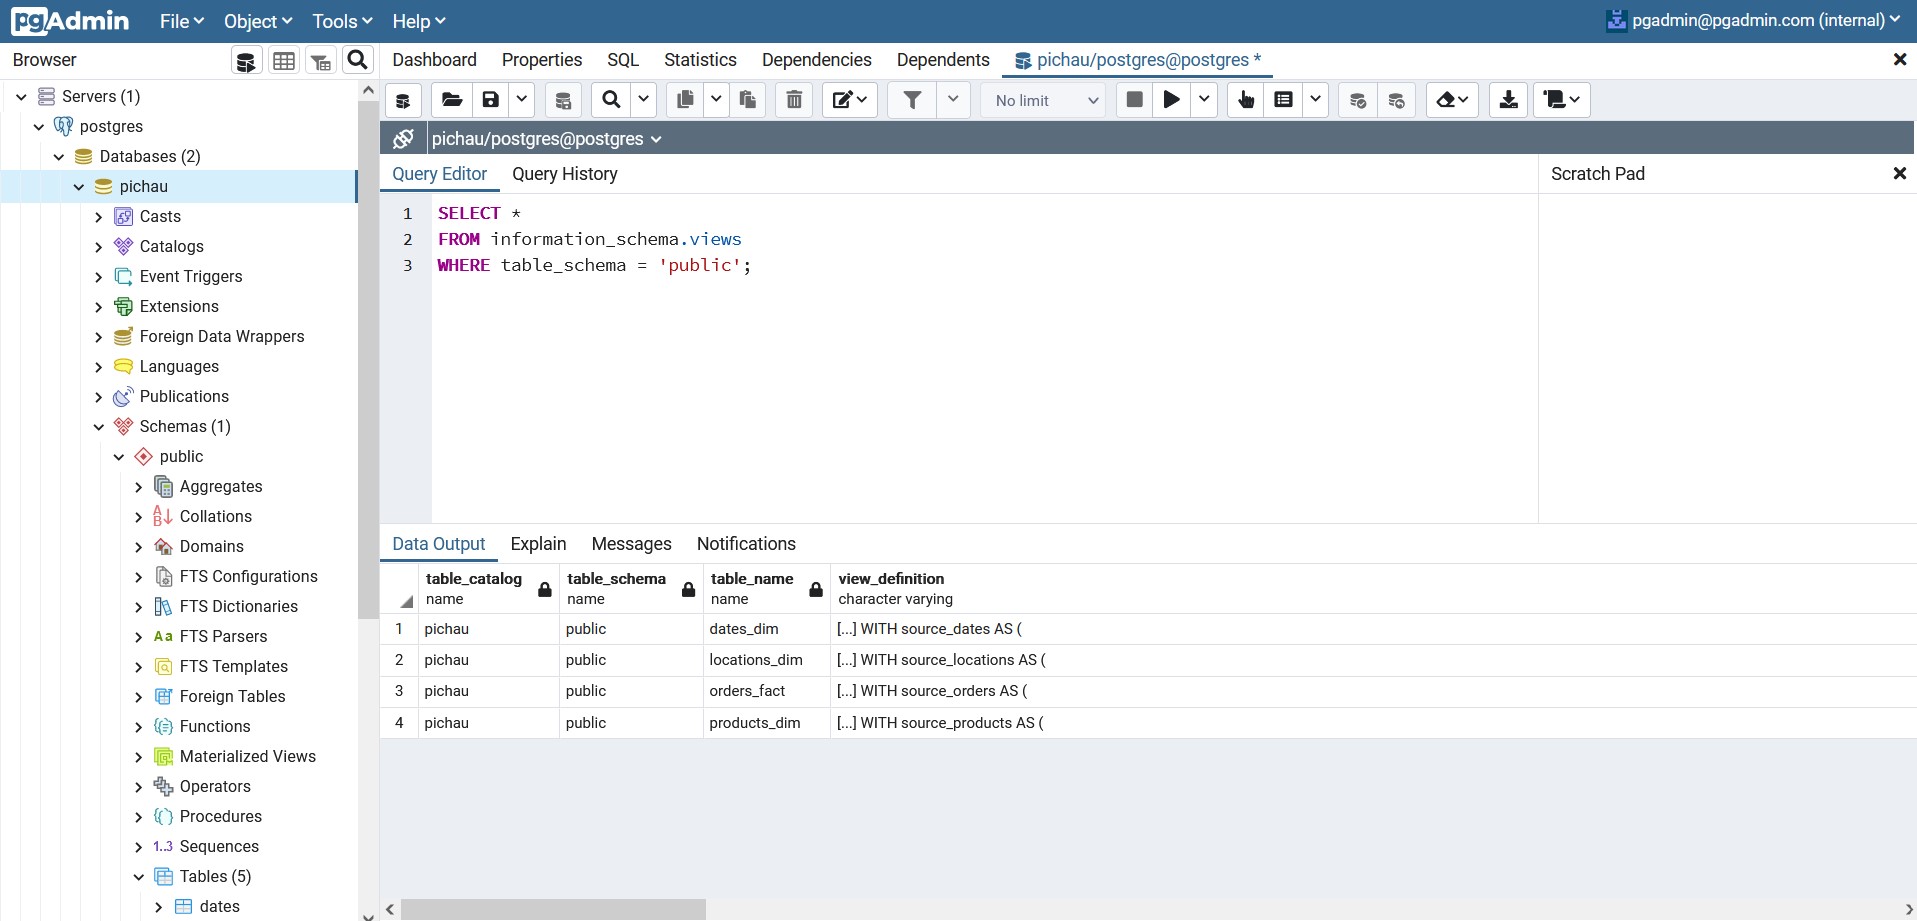 pgAdmin File Object Tools Help pgadmin@pgadmin.com (internal)
Browser
Dashboard Properties SQL Statistics Dependencies Dependents pichau/postgres@postgres *
Servers (1)
postgres
Databases (2)
pichau
Casts
Catalogs
Event Triggers
Extensions
Foreign Data Wrappers
Languages
Publications
Schemas (1)
public
Aggregates
Collations
Domains
FTS Configurations
FTS Dictionaries
Aa FTS Parsers
FTS Templates
Foreign Tables
Functions
Materialized Views
Operators
Procedures
1..3 Sequences
Tables (5)
dates
No limit
pichau/postgres@postgres
Query Editor Query History
Scratch Pad
1 SELECT *
2 FROM information_schema.views
3 WHERE table_schema = 'public';
Data Output Explain Messages Notifications
table_catalog table_schema table_name view_definition
name name name character varying
1 pichau public dates_dim [...] WITH source_dates AS (
2 pichau public locations_dim [...] WITH source_locations AS (
3 pichau public orders_fact [...] WITH source_orders AS (
4 pichau public products_dim [...] WITH source_products AS (